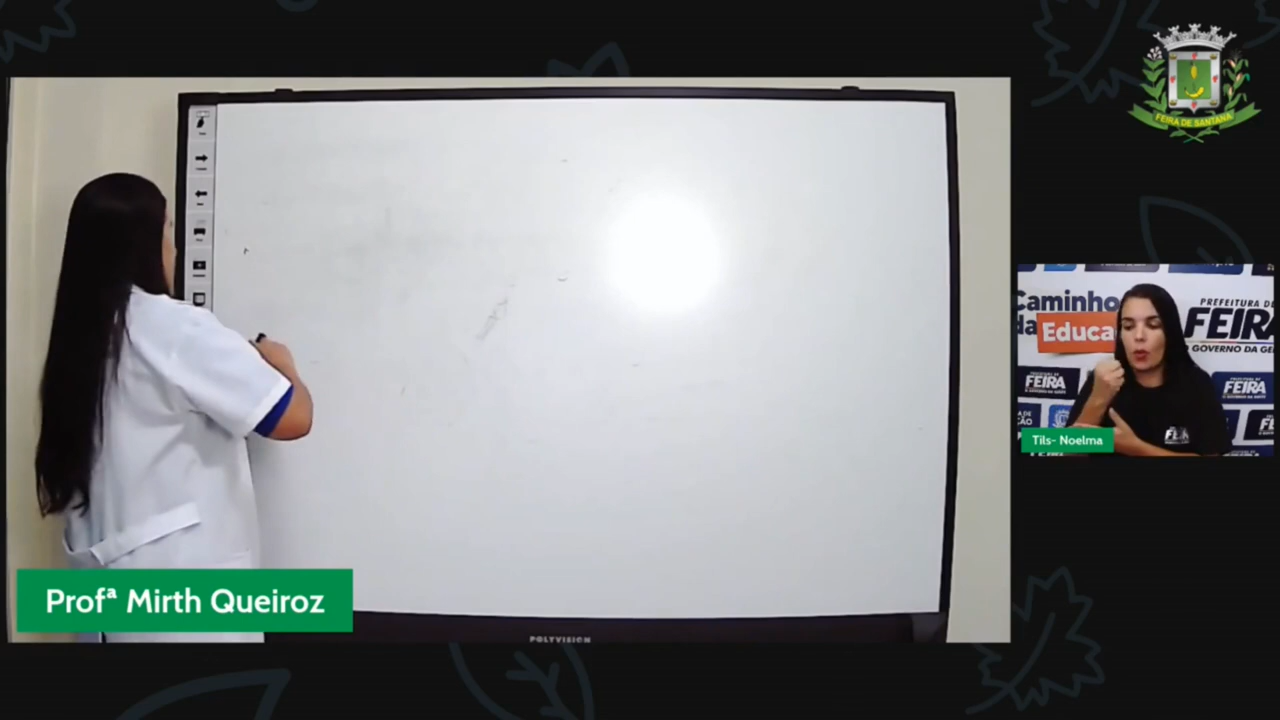 FEIRA DE SANTANA
Caminho
da Educa
PREFEITURA DE
FEIRA
GOVERNO DA GE
FEIRA
FEIRA
Tils- Noelma
Profª Mirth Queiroz
POLYVISION